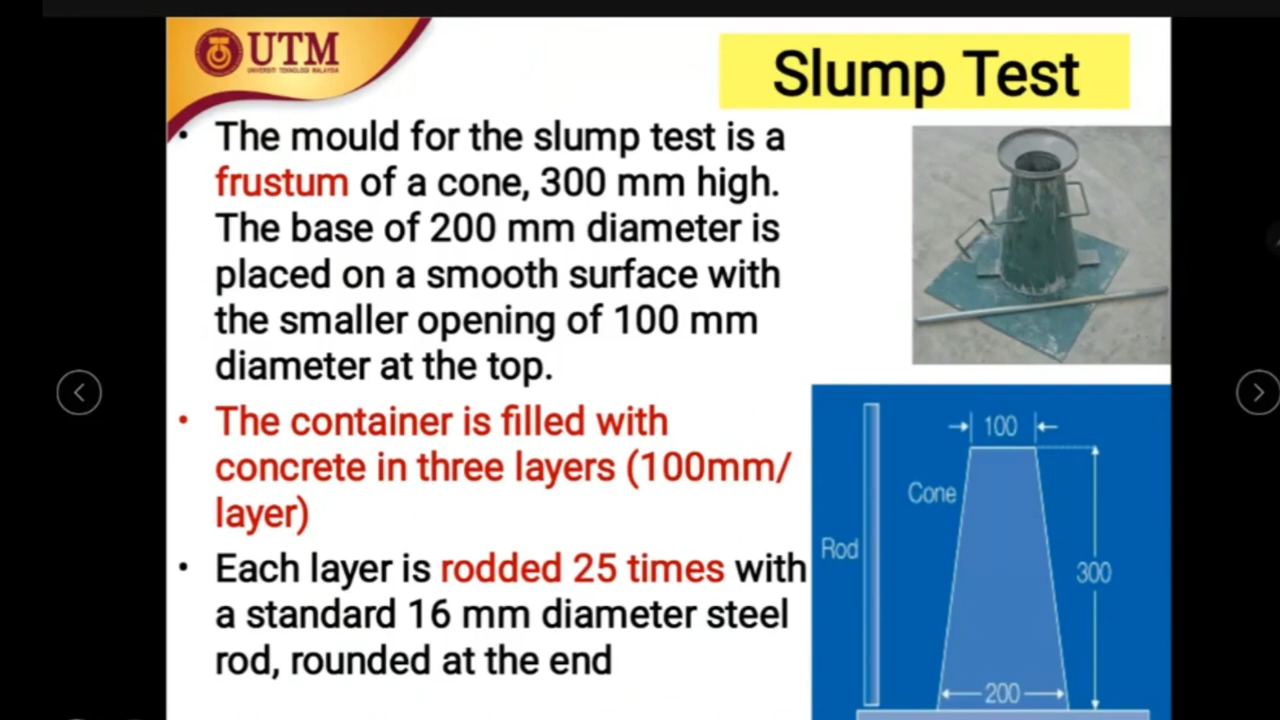 UTM
UNIVERSITI TEKNOLOGI MALAYSIA
Slump Test
• The mould for the slump test is a
frustum of a cone, 300 mm high.
The base of 200 mm diameter is
placed on a smooth surface with
the smaller opening of 100 mm
diameter at the top.
• The container is filled with
concrete in three layers (100mm/
layer)
• Each layer is rodded 25 times with
a standard 16 mm diameter steel
rod, rounded at the end
100
Cone
Rod
300
200